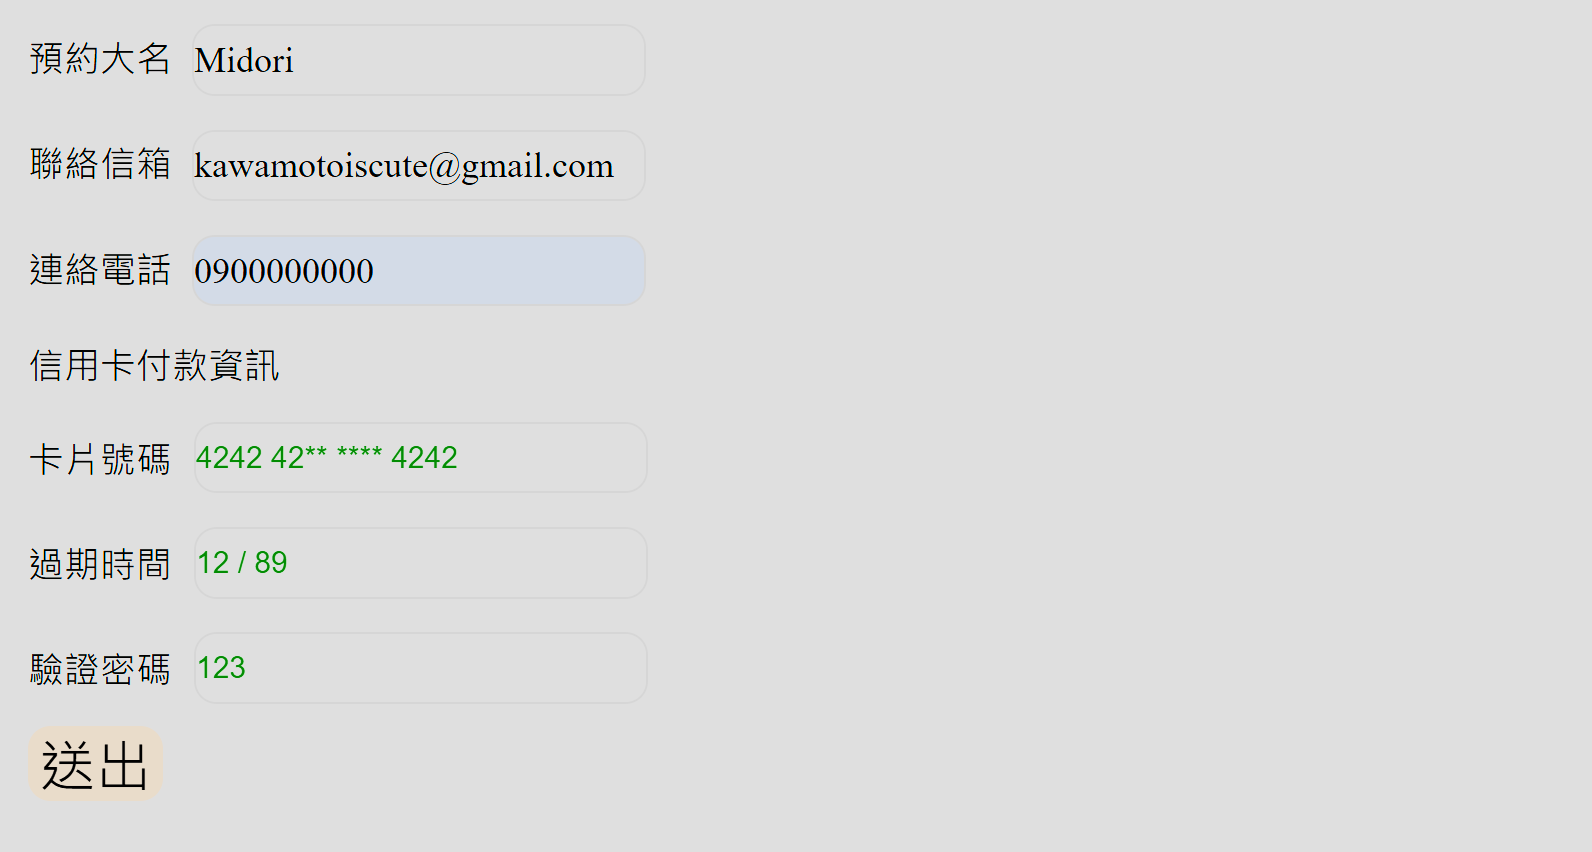 預約大名 Midori
聯絡信箱 kawamotoiscute@gmail.com
連絡電話 0900000000
信用卡付款資訊
卡片號碼 4242 42** **** 4242
過期時間 12 / 89
驗證密碼 123
送出